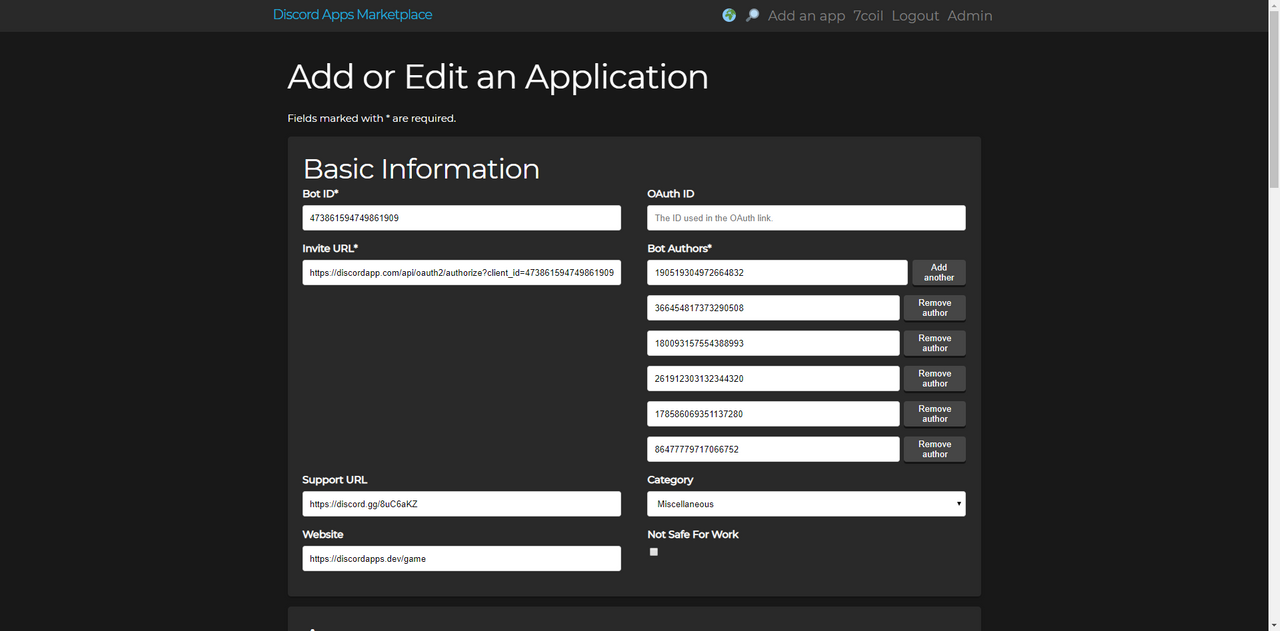 Discord Apps Marketplace
Add an app 7coil Logout Admin
Add or Edit an Application
Fields marked with * are required.
Basic Information
Bot ID*
473861594749861909
OAuth ID
The ID used in the OAuth link.
Invite URL*
https://discordapp.com/api/oauth2/authorize?client_id=473861594749861909
Bot Authors*
190519304972664832
Add
another
366454817373290508
Remove
author
180093157554388993
Remove
author
261912303132344320
Remove
author
178586069351137280
Remove
author
86477779717066752
Remove
author
Support URL
https://discord.gg/8uC6aKZ
Category
Miscellaneous
Website
https://discordapps.dev/game
Not Safe For Work